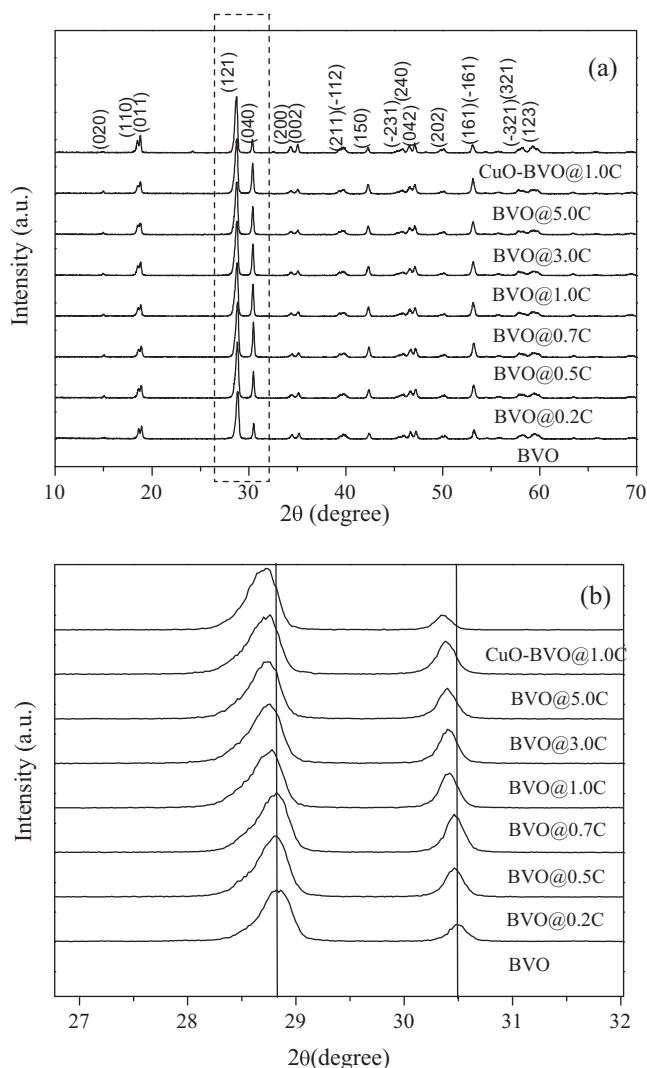 (a)
(020)
(110)
(011)
(121)
(040)
(200)
(002)
(211)(-112)
(150)
(-231)
(240)
(042)
(202)
(161)(-161)
(-321)(321)
(123)
CuO-BVO@1.0C
BVO@5.0C
BVO@3.0C
BVO@1.0C
BVO@0.7C
BVO@0.5C
BVO@0.2C
BVO
Intensity (a.u.)
10 20 30 40 50 60 70
2θ (degree)
(b)
CuO-BVO@1.0C
BVO@5.0C
BVO@3.0C
BVO@1.0C
BVO@0.7C
BVO@0.5C
BVO@0.2C
BVO
Intensity (a.u.)
27 28 29 30 31 32
2θ(degree)